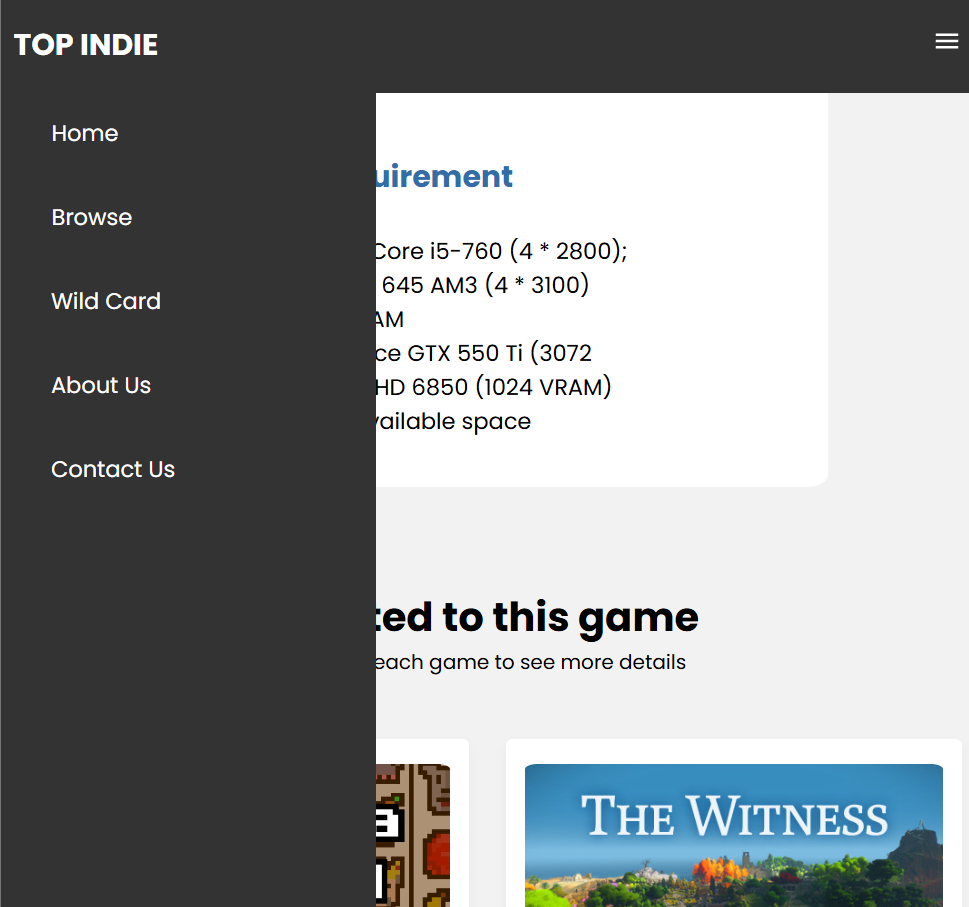 TOP INDIE
Home
Browse
Wild Card
About Us
Contact Us
uirement
Core i5-760 (4 * 2800);
645 AM3 (4 * 3100)
AM
ce GTX 550 Ti (3072
HD 6850 (1024 VRAM)
vailable space
ted to this game
each game to see more details
THE WITNESS